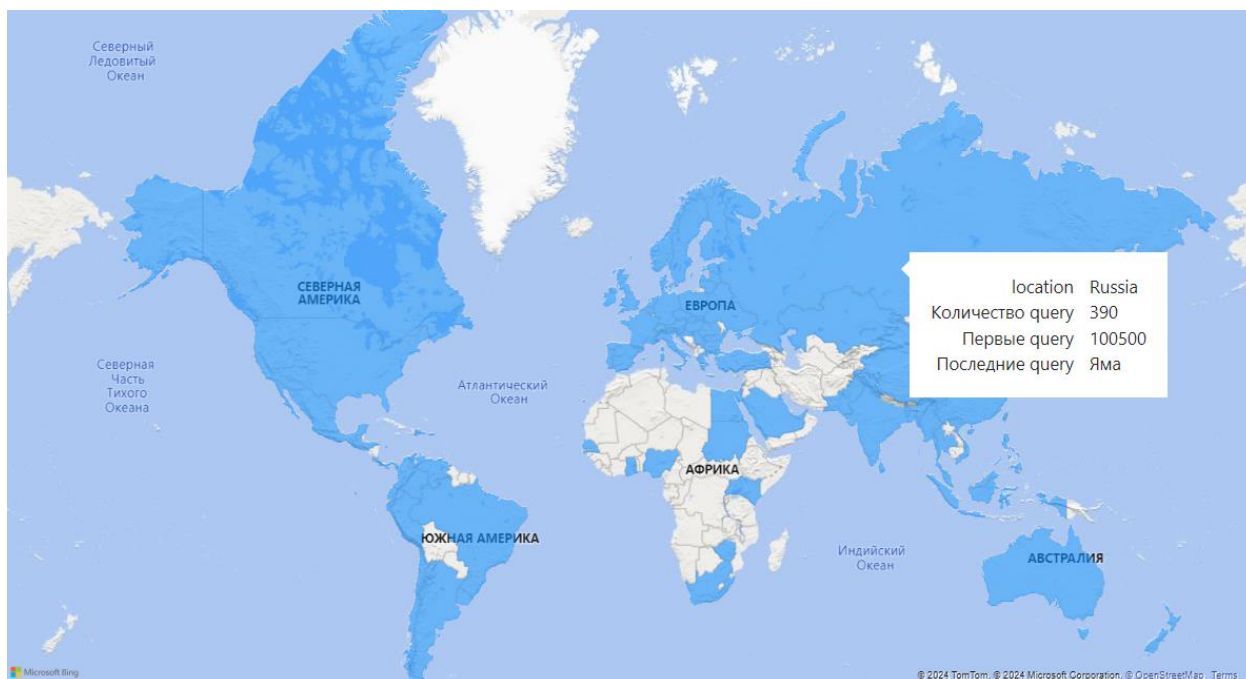 Северный
Ледовитый
Океан
СЕВЕРНАЯ
АМЕРИКА
ЕВРОПА
location Russia
Количество query 390
Первые query 100500
Последние query Яма
Северная
Часть
Тихого
Океана
Атлантический
Океан
АФРИКА
ЮЖНАЯ АМЕРИКА
Индийский
Океан
АВСТРАЛИЯ
Microsoft Bing
© 2024 TomTom, © 2024 Microsoft Corporation, © OpenStreetMap Terms